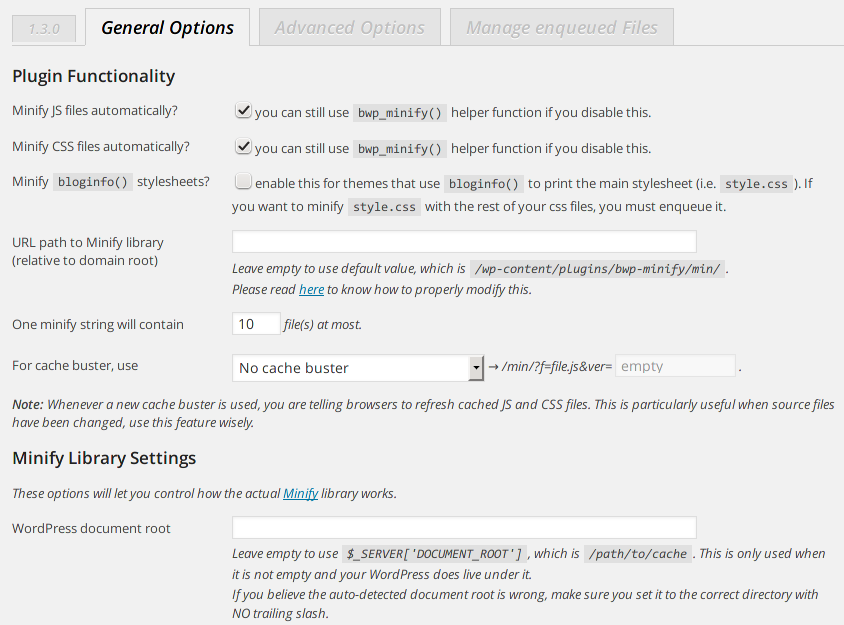 1.3.0 General Options Advanced Options Manage enqueued Files
Plugin Functionality
Minify JS files automatically? you can still use bwp_minify() helper function if you disable this.
Minify CSS files automatically? you can still use bwp_minify() helper function if you disable this.
Minify bloginfo() stylesheets? enable this for themes that use bloginfo() to print the main stylesheet (i.e. style.css ). If
you want to minify style.css with the rest of your css files, you must enqueue it.
URL path to Minify library
(relative to domain root)
Leave empty to use default value, which is /wp-content/plugins/bwp-minify/min/ .
Please read here to know how to properly modify this.
One minify string will contain 10 file(s) at most.
For cache buster, use No cache buster → /min/?f=file.js&ver= empty .
Note: Whenever a new cache buster is used, you are telling browsers to refresh cached JS and CSS files. This is particularly useful when source files
have been changed, use this feature wisely.
Minify Library Settings
These options will let you control how the actual Minify library works.
WordPress document root
Leave empty to use $_SERVER['DOCUMENT_ROOT'] , which is /path/to/cache . This is only used when
it is not empty and your WordPress does live under it.
If you believe the auto-detected document root is wrong, make sure you set it to the correct directory with
NO trailing slash.